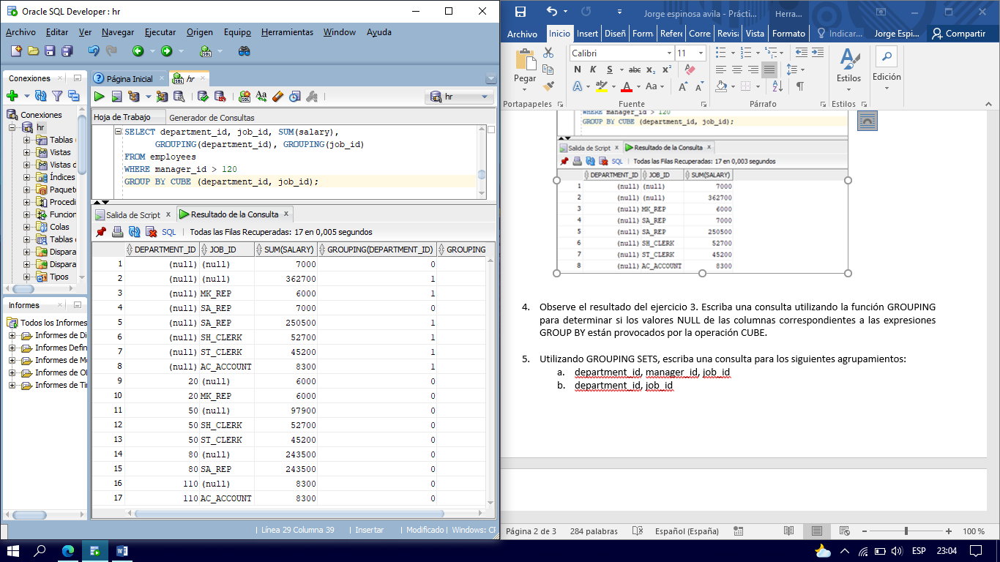 Oracle SQL Developer : hr
Archivo Editar Ver Navegar Ejecutar Origen Equipo Herramientas Window Ayuda
Conexiones
Conexiones
hr
Tablas
Vistas
Vistas d
Índices
Paquet
Procedi
Funcion
Colas
Tablas
Dispara
Dispara
Tipos
Informes
Todos los Informes
Informes de Di
Informes Defin
Informes de M
Informes de Ol
Informes de Tir
Página Inicial
hr
hr
Hoja de Trabajo Generador de Consultas
SELECT department_id, job_id, SUM(salary),
GROUPING(department_id), GROUPING(job_id)
FROM employees
WHERE manager_id > 120
GROUP BY CUBE (department_id, job_id);
Salida de Script x Resultado de la Consulta x
SQL | Todas las Filas Recuperadas: 17 en 0,005 segundos
DEPARTMENT_ID JOB_ID SUM(SALARY) GROUPING(DEPARTMENT_ID) GROUPING
1 (null) (null) 7000 0
2 (null) (null) 362700 1
3 (null) MK_REP 6000 1
4 (null) SA_REP 7000 0
5 (null) SA_REP 250500 1
6 (null) SH_CLERK 52700 1
7 (null) ST_CLERK 45200 1
8 (null) AC_ACCOUNT 8300 1
9 20 (null) 6000 0
10 20 MK_REP 6000 0
11 50 (null) 97900 0
12 50 SH_CLERK 52700 0
13 50 ST_CLERK 45200 0
14 80 (null) 243500 0
15 80 SA_REP 243500 0
16 110 (null) 8300 0
17 110 AC_ACCOUNT 8300 0
| Línea 29 Columna 39 | Insertar | Modificado | Windows: CF
Jorge espinosa avila - Prácti... Herra...
Archivo Inicio Insert Diseñ Form Refere Corre Revis Vista Formato Indicar... Jorge Espi... Compartir
Calibri 11
Pegar
N K S abc x₂ x²
A aby A Aa A A
Estilos
Edición
Portapapeles Fuente Párrafo Estilos
WHERE manager_id > 120
GROUP BY CUBE (department_id, job_id);
Salida de Script x Resultado de la Consulta x
SQL | Todas las Filas Recuperadas: 17 en 0,003 segundos
DEPARTMENT_ID JOB_ID SUM(SALARY)
1 (null) (null) 7000
2 (null) (null) 362700
3 (null) MK_REP 6000
4 (null) SA_REP 7000
5 (null) SA_REP 250500
6 (null) SH_CLERK 52700
7 (null) ST_CLERK 45200
8 (null) AC_ACCOUNT 8300
4. Observe el resultado del ejercicio 3. Escriba una consulta utilizando la función GROUPING
para determinar si los valores NULL de las columnas correspondientes a las expresiones
GROUP BY están provocados por la operación CUBE.
5. Utilizando GROUPING SETS, escriba una consulta para los siguientes agrupamientos:
a. department_id, manager_id, job_id
b. department_id, job_id
Página 2 de 3 284 palabras Español (España) 100 %
ESP 23:04